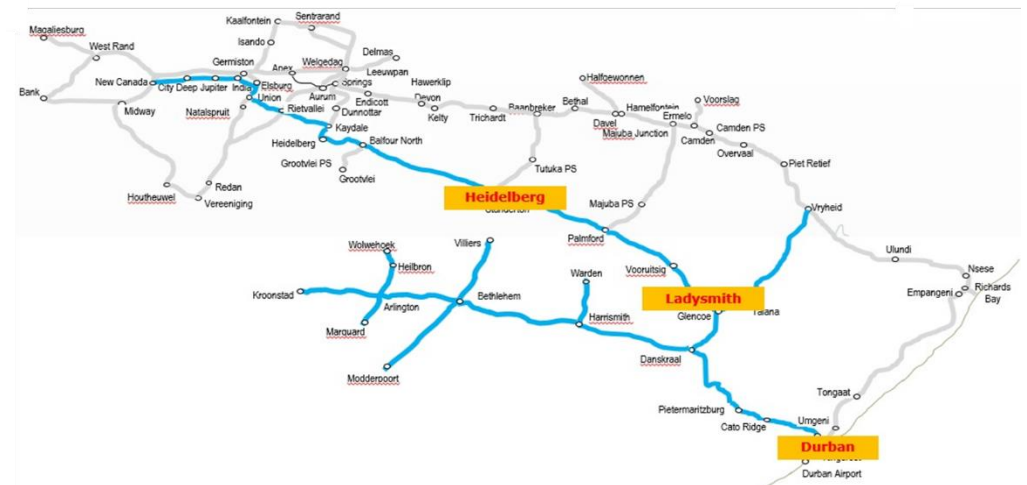 Sentrarand
Kaalfontein
Magaliesburg
Isando
West Rand
Delmas
Germiston
Apex
Welgedag
Leeuwpan
Halfgewonnen
New Canada
City Deep
Jupiter
India
Elsburg
Springs
Hawerklip
Bank
Union
Aurum
Endicott
Devon
Baanbreker
Bethal
Hamelfontein
Voorslag
Midway
Natalspruit
Rietvallei
Dunnottar
Kelty
Trichardt
Davel
Ermelo
Kaydale
Majuba Junction
Camden PS
Camden
Heidelberg
Balfour North
Overvaal
Grootvlei PS
Tutuka PS
Piet Retief
Grootvlei
Redan
Houtheuwel
Vereeniging
Heidelberg
Majuba PS
Vryheid
Standerton
Palmford
Wolwehoek
Villiers
Ulundi
Heilbron
Warden
Vooruitsig
Nsese
Kroonstad
Bethlehem
Ladysmith
Empangeni
Richards
Bay
Arlington
Harrismith
Glencoe
Talana
Marquard
Danskraal
Modderpoort
Tongaat
Pietermaritzburg
Cato Ridge
Umgeni
Durban
Durban Airport